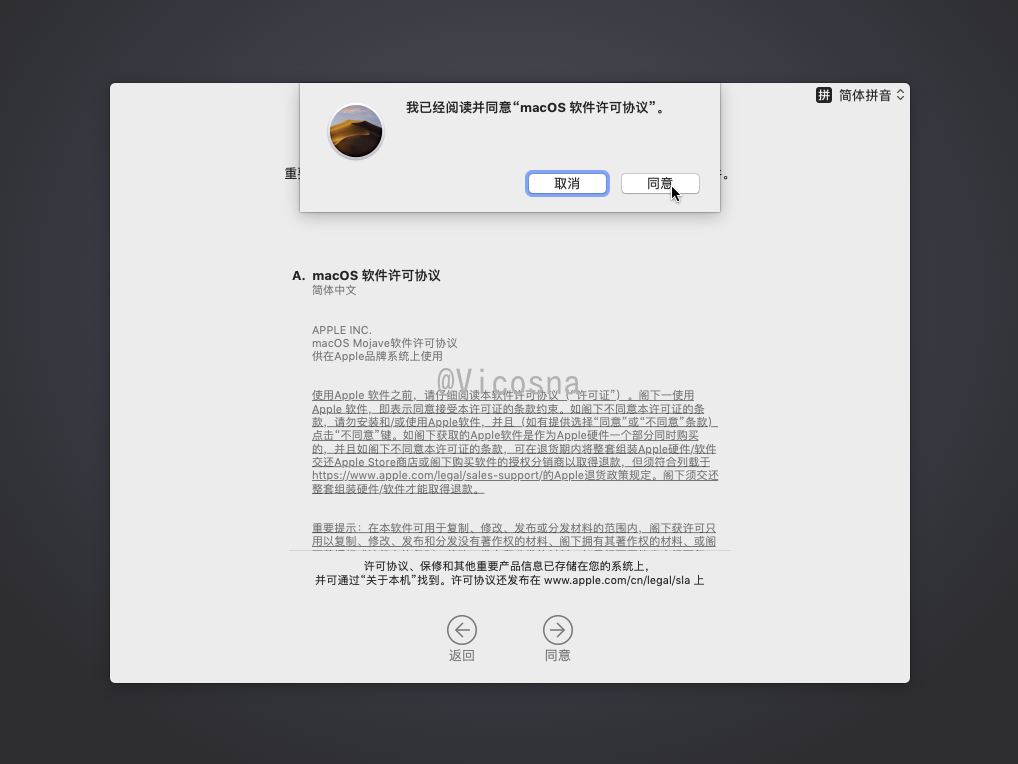 拼 简体拼音
我已经阅读并同意“macOS 软件许可协议”。
取消 同意
重
。
A. macOS 软件许可协议
简体中文
APPLE INC.
macOS Mojave软件许可协议
供在Apple品牌系统上使用
@Vicosna
使用Apple 软件之前，请仔细阅读本软件许可协议（“许可证”）。阁下一使用
Apple 软件，即表示同意接受本许可证的条款约束。如阁下不同意本许可证的条
款，请勿安装和/或使用Apple软件，并且（如有提供选择“同意”或“不同意”条款）
点击“不同意”键。如阁下获取的Apple软件是作为Apple硬件一个部分同时购买
的，并且如阁下不同意本许可证的条款，可在退货期内将整套组装Apple硬件/软件
交还Apple Store商店或阁下购买软件的授权分销商以取得退款，但须符合列载于
https://www.apple.com/legal/sales-support/的Apple退货政策规定。阁下须交还
整套组装硬件/软件才能取得退款。
重要提示：在本软件可用于复制、修改、发布或分发材料的范围内，阁下获许可只
用以复制、修改、发布和分发没有著作权的材料、阁下拥有其著作权的材料、或阁
许可协议、保修和其他重要产品信息已存储在您的系统上，
并可通过“关于本机”找到。许可协议还发布在 www.apple.com/cn/legal/sla 上
返回 同意